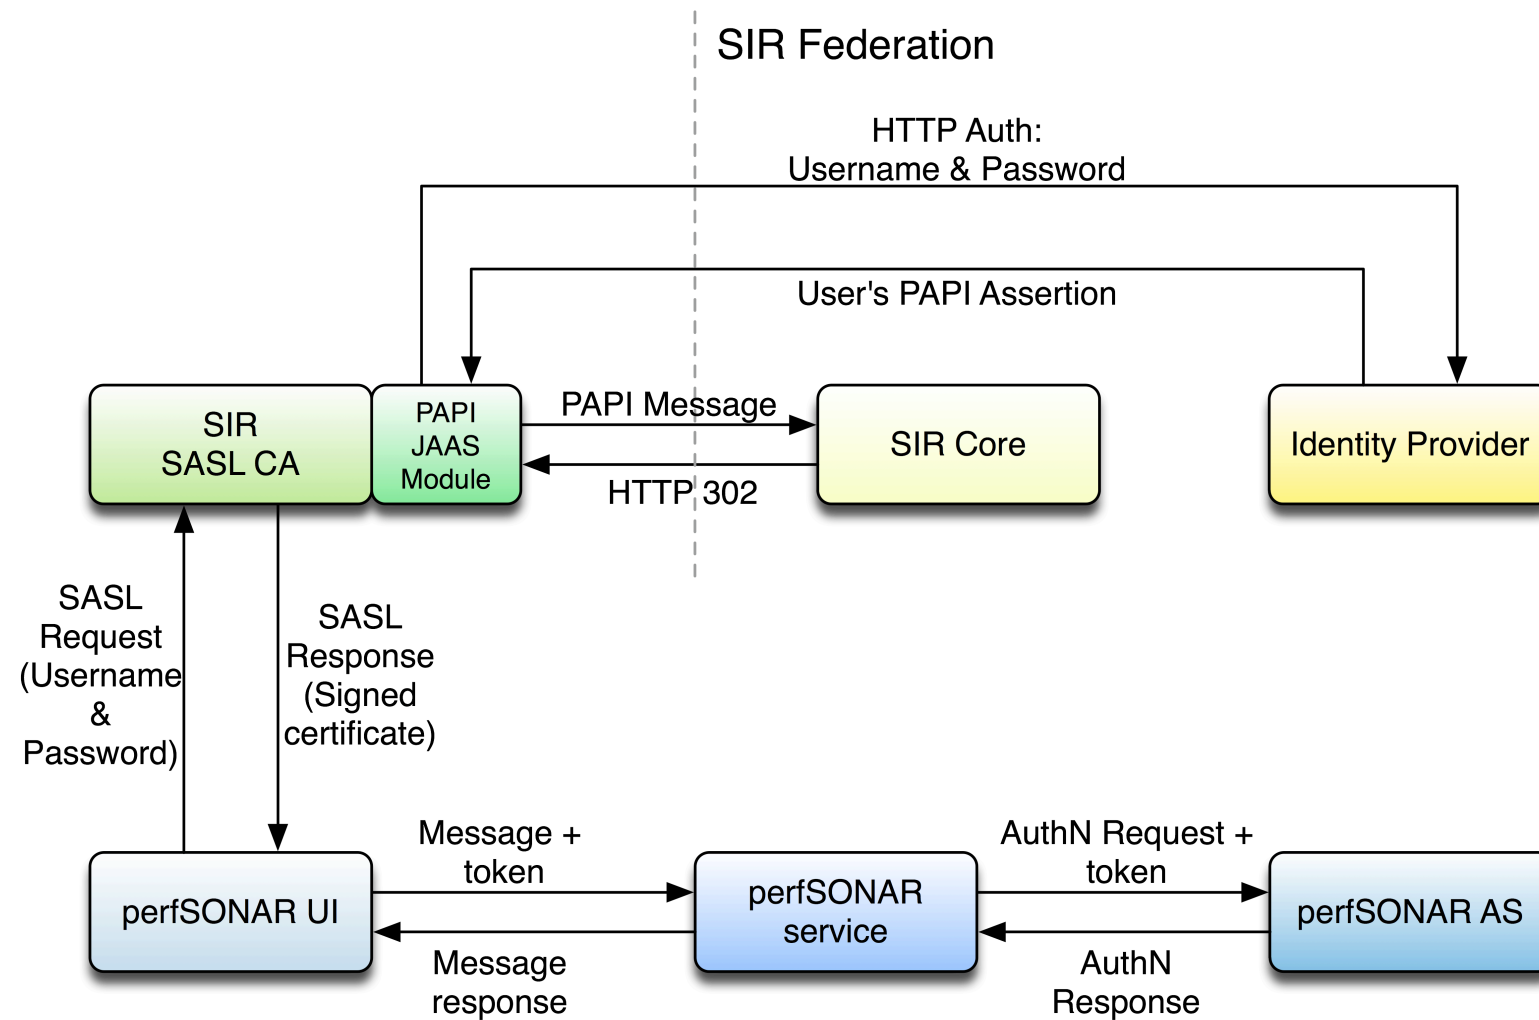 SIR Federation
HTTP Auth:
Username & Password
User's PAPI Assertion
SIR
SASL CA
PAPI
JAAS
Module
PAPI Message
HTTP 302
SIR Core
Identity Provider
SASL
Request
(Username
&
Password)
SASL
Response
(Signed
certificate)
perfSONAR UI
Message +
token
Message
response
perfSONAR
service
AuthN Request +
token
AuthN
Response
perfSONAR AS